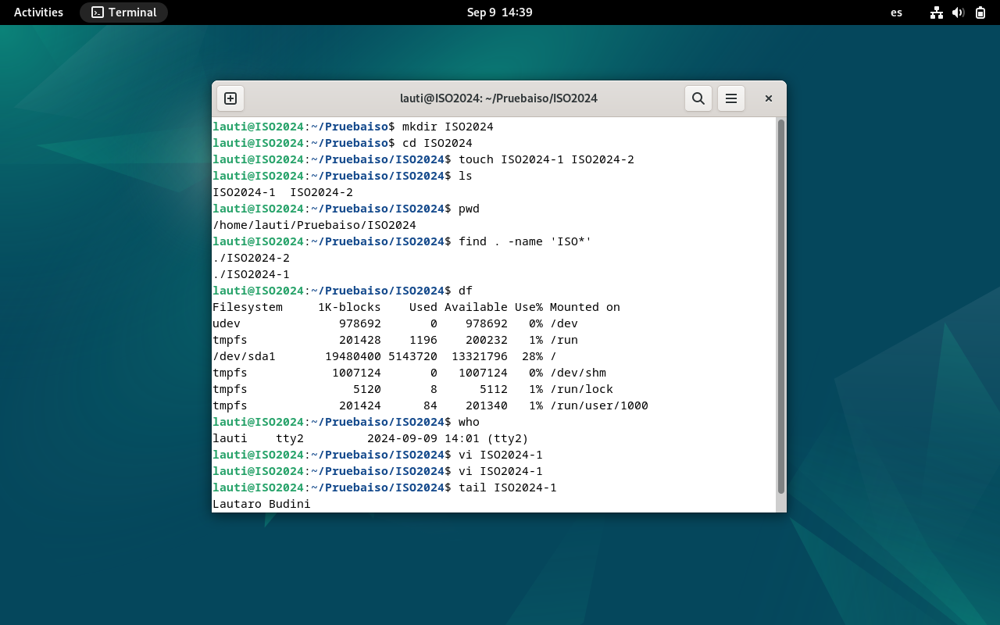 Activities Terminal Sep 9 14:39 es
lauti@ISO2024: ~/Pruebaiso/ISO2024
lauti@ISO2024:~/Pruebaiso$ mkdir ISO2024
lauti@ISO2024:~/Pruebaiso$ cd ISO2024
lauti@ISO2024:~/Pruebaiso/ISO2024$ touch ISO2024-1 ISO2024-2
lauti@ISO2024:~/Pruebaiso/ISO2024$ ls
ISO2024-1  ISO2024-2
lauti@ISO2024:~/Pruebaiso/ISO2024$ pwd
/home/lauti/Pruebaiso/ISO2024
lauti@ISO2024:~/Pruebaiso/ISO2024$ find . -name 'ISO*'
./ISO2024-2
./ISO2024-1
lauti@ISO2024:~/Pruebaiso/ISO2024$ df
Filesystem     1K-blocks    Used Available Use% Mounted on
udev              978692       0    978692   0% /dev
tmpfs             201428    1196    200232   1% /run
/dev/sda1       19480400 5143720  13321796  28% /
tmpfs            1007124       0   1007124   0% /dev/shm
tmpfs               5120       8      5112   1% /run/lock
tmpfs             201424      84    201340   1% /run/user/1000
lauti@ISO2024:~/Pruebaiso/ISO2024$ who
lauti    tty2         2024-09-09 14:01 (tty2)
lauti@ISO2024:~/Pruebaiso/ISO2024$ vi ISO2024-1
lauti@ISO2024:~/Pruebaiso/ISO2024$ vi ISO2024-1
lauti@ISO2024:~/Pruebaiso/ISO2024$ tail ISO2024-1
Lautaro Budini